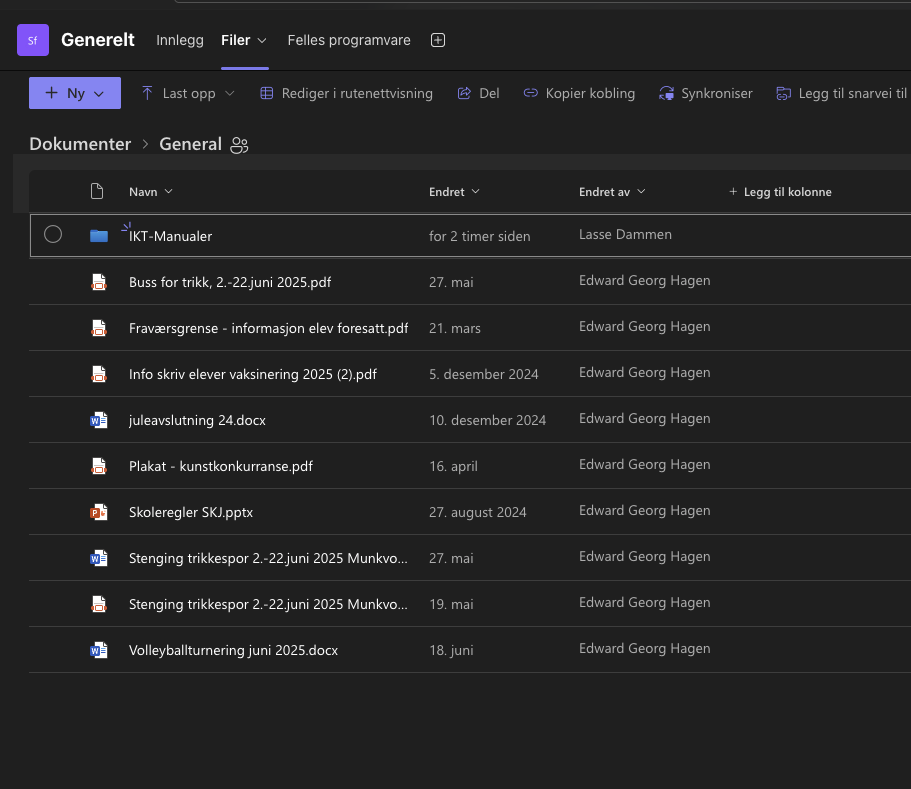 Sf Generelt Innlegg Filer Felles programvare
Ny Last opp Rediger i rutenettvisning Del Kopier kobling Synkroniser Legg til snarvei til
Dokumenter > General
Navn Endret Endret av + Legg til kolonne
IKT-Manualer for 2 timer siden Lasse Dammen
Buss for trikk, 2.-22.juni 2025.pdf 27. mai Edward Georg Hagen
Fraværsgrense - informasjon elev foresatt.pdf 21. mars Edward Georg Hagen
Info skriv elever vaksinering 2025 (2).pdf 5. desember 2024 Edward Georg Hagen
juleavslutning 24.docx 10. desember 2024 Edward Georg Hagen
Plakat - kunstkonkurranse.pdf 16. april Edward Georg Hagen
Skoleregler SKJ.pptx 27. august 2024 Edward Georg Hagen
Stenging trikkespor 2.-22.juni 2025 Munkvo... 27. mai Edward Georg Hagen
Stenging trikkespor 2.-22.juni 2025 Munkvo... 19. mai Edward Georg Hagen
Volleyballturnering juni 2025.docx 18. juni Edward Georg Hagen